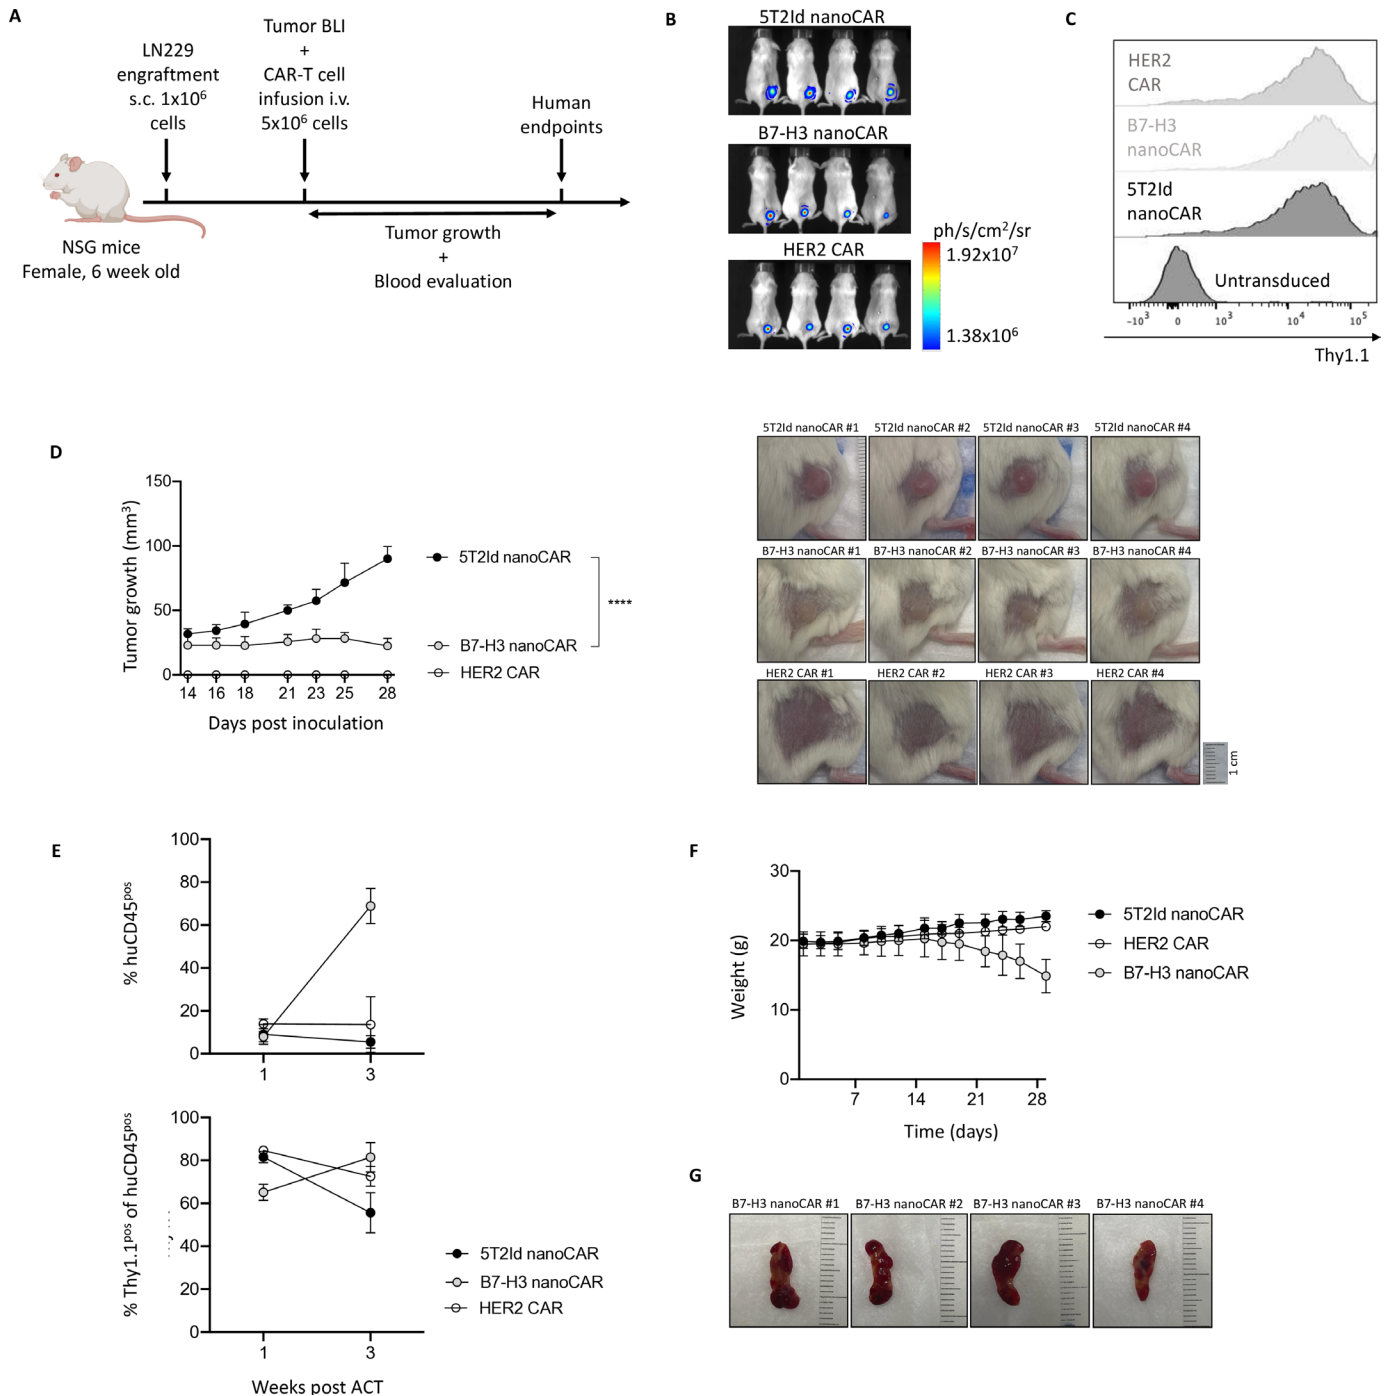 A
LN229
engraftment
s.c. 1x10⁶
cells
Tumor BLI
+
CAR-T cell
infusion i.v.
5x10⁶ cells
Human
endpoints
NSG mice
Female, 6 week old
Tumor growth
+
Blood evaluation
B
5T2Id nanoCAR
B7-H3 nanoCAR
HER2 CAR
ph/s/cm²/sr
1.92x10⁷
1.38x10⁶
C
HER2
CAR
B7-H3
nanoCAR
5T2Id
nanoCAR
Untransduced
-10³ 0 10³ 10⁴ 10⁵
Thy1.1
D
Tumor growth (mm³)
150
100
50
0
14 16 18 21 23 25 28
Days post inoculation
5T2Id nanoCAR
B7-H3 nanoCAR
HER2 CAR
****
5T2Id nanoCAR #1 5T2Id nanoCAR #2 5T2Id nanoCAR #3 5T2Id nanoCAR #4
B7-H3 nanoCAR #1 B7-H3 nanoCAR #2 B7-H3 nanoCAR #3 B7-H3 nanoCAR #4
HER2 CAR #1 HER2 CAR #2 HER2 CAR #3 HER2 CAR #4
1 cm
E
% huCD45ᵖᵒˢ
100
80
60
40
20
0
1 3
% Thy1.1ᵖᵒˢ of huCD45ᵖᵒˢ
100
80
60
40
20
0
1 3
Weeks post ACT
5T2Id nanoCAR
B7-H3 nanoCAR
HER2 CAR
F
Weight (g)
30
20
10
0
7 14 21 28
Time (days)
5T2Id nanoCAR
HER2 CAR
B7-H3 nanoCAR
G
B7-H3 nanoCAR #1 B7-H3 nanoCAR #2 B7-H3 nanoCAR #3 B7-H3 nanoCAR #4